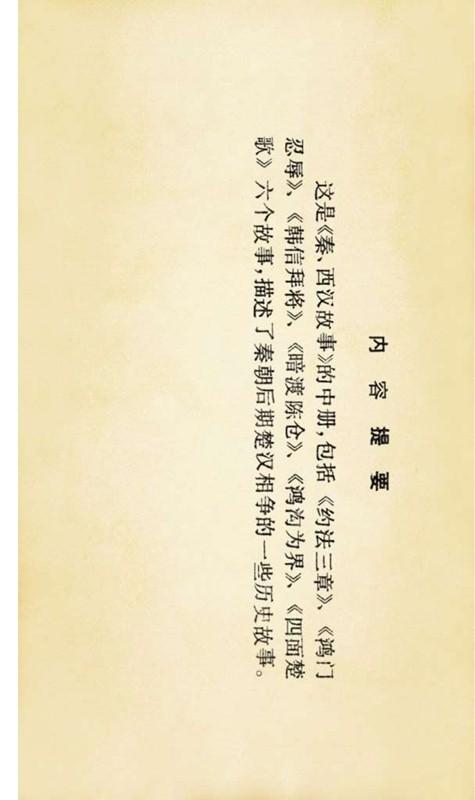 内容提要
这是《秦、西汉故事》的中册,包括《约法三章》、《鸿门
忍辱》、《韩信拜将》、《暗渡陈仓》、《鸿沟为界》、《四面楚
歌》六个故事,描述了秦朝后期楚汉相争的一些历史故事。